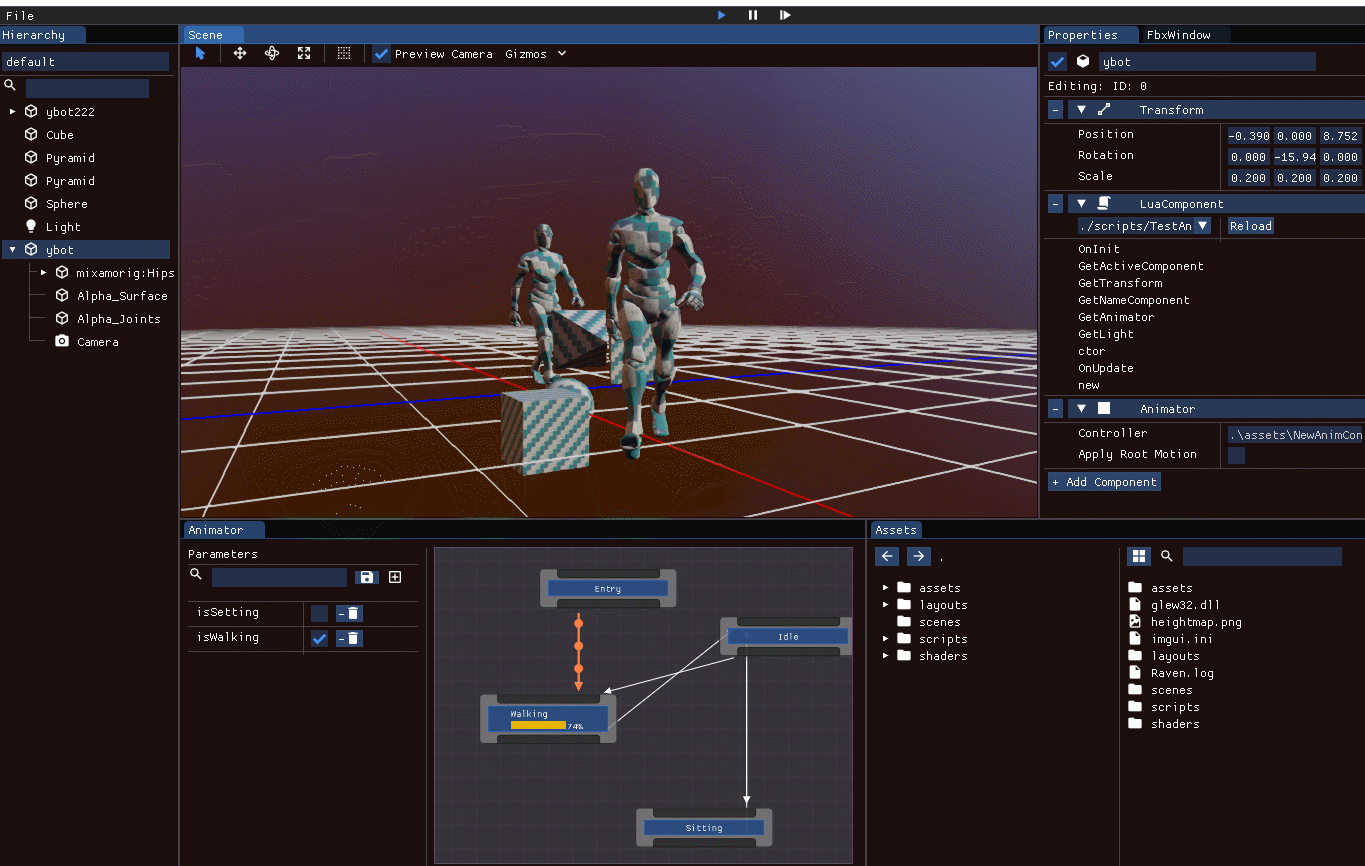 File
Hierarchy
default
ybot222
Cube
Pyramid
Pyramid
Sphere
Light
ybot
mixamorig:Hips
Alpha_Surface
Alpha_Joints
Camera
Scene
Preview Camera Gizmos
Properties FbxWindow
ybot
Editing: ID: 0
Transform
Position -0.390 0.000 8.752
Rotation 0.000 -15.94 0.000
Scale 0.200 0.200 0.200
LuaComponent
./scripts/TestAn Reload
OnInit
GetActiveComponent
GetTransform
GetNameComponent
GetAnimator
GetLight
ctor
OnUpdate
new
Animator
Controller .\assets\NewAnimCon
Apply Root Motion
+ Add Component
Animator
Parameters
isSetting
isWalking
Entry
Idle
Walking
74%
Sitting
Assets
.
assets
layouts
scenes
scripts
shaders
assets
glew32.dll
heightmap.png
imgui.ini
layouts
Raven.log
scenes
scripts
shaders